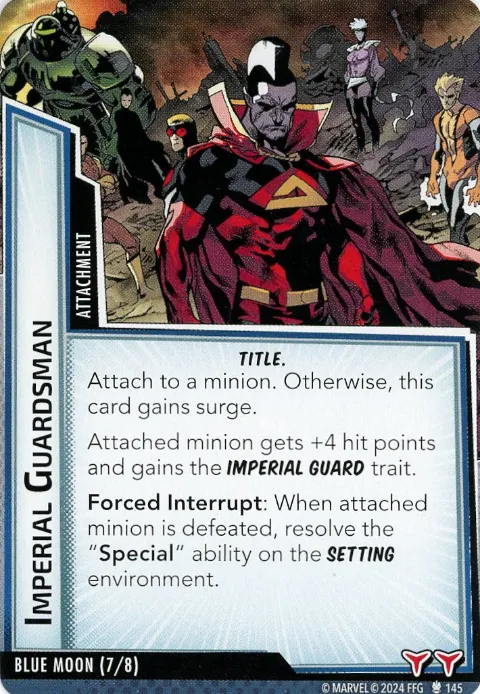 ATTACHMENT
IMPERIAL GUARDSMAN
TITLE.
Attach to a minion. Otherwise, this
card gains surge.
Attached minion gets +4 hit points
and gains the IMPERIAL GUARD trait.
Forced Interrupt: When attached
minion is defeated, resolve the
"Special" ability on the SETTING
environment.
BLUE MOON (7/8)
© MARVEL © 2024 FFG 145